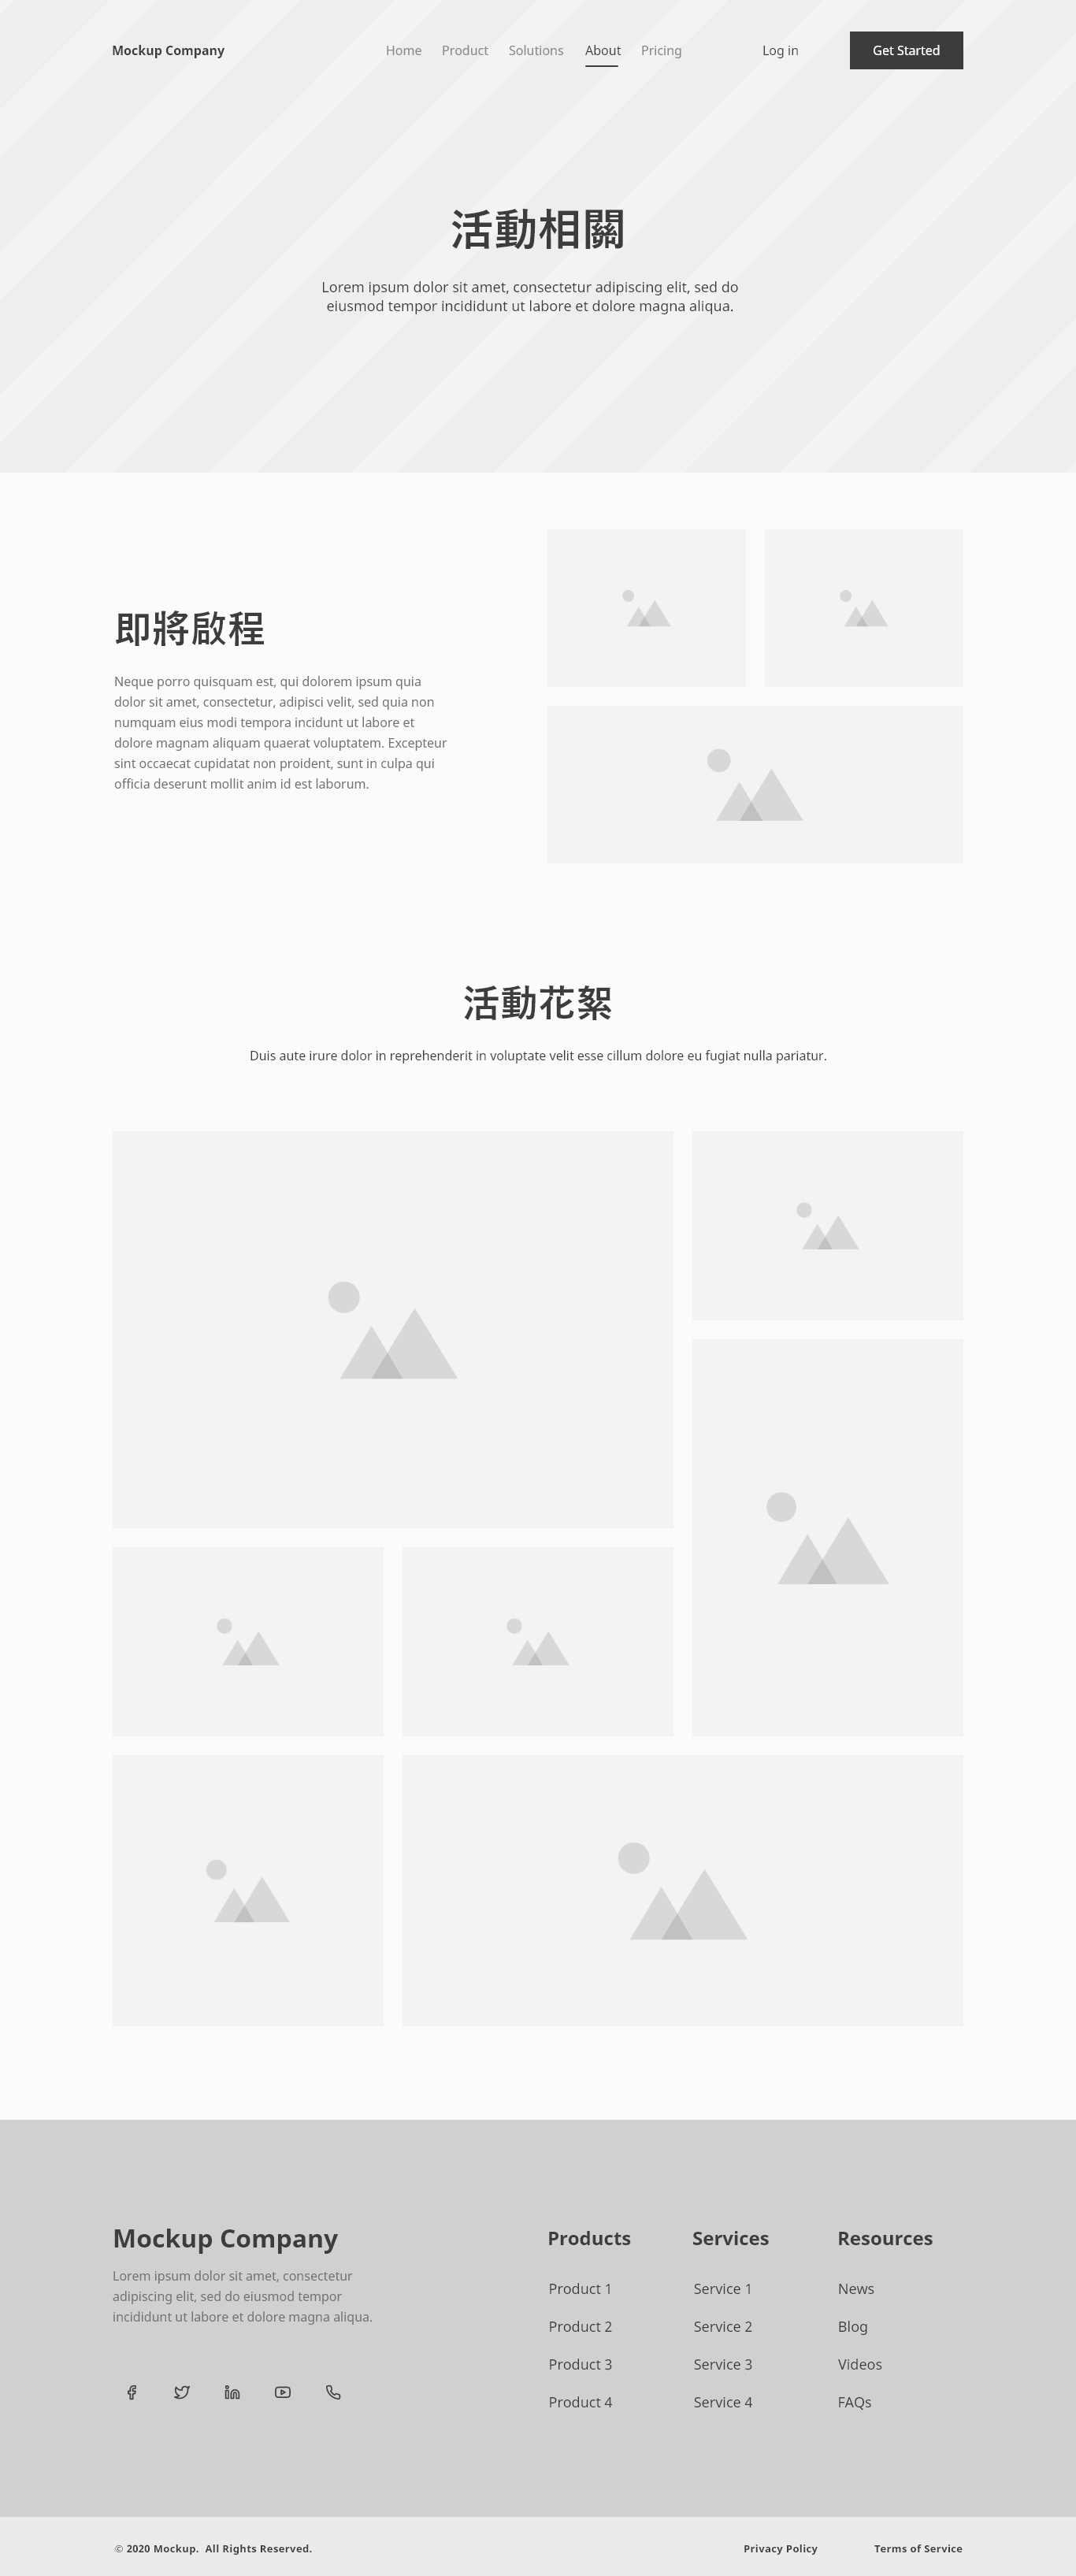 Mockup Company
Home Product Solutions About Pricing Log in Get Started
活動相關
Lorem ipsum dolor sit amet, consectetur adipiscing elit, sed do
eiusmod tempor incididunt ut labore et dolore magna aliqua.
即將啟程
Neque porro quisquam est, qui dolorem ipsum quia
dolor sit amet, consectetur, adipisci velit, sed quia non
numquam eius modi tempora incidunt ut labore et
dolore magnam aliquam quaerat voluptatem. Excepteur
sint occaecat cupidatat non proident, sunt in culpa qui
officia deserunt mollit anim id est laborum.
活動花絮
Duis aute irure dolor in reprehenderit in voluptate velit esse cillum dolore eu fugiat nulla pariatur.
Mockup Company
Lorem ipsum dolor sit amet, consectetur
adipiscing elit, sed do eiusmod tempor
incididunt ut labore et dolore magna aliqua.
Products
Product 1
Product 2
Product 3
Product 4
Services
Service 1
Service 2
Service 3
Service 4
Resources
News
Blog
Videos
FAQs
© 2020 Mockup. All Rights Reserved.
Privacy Policy
Terms of Service